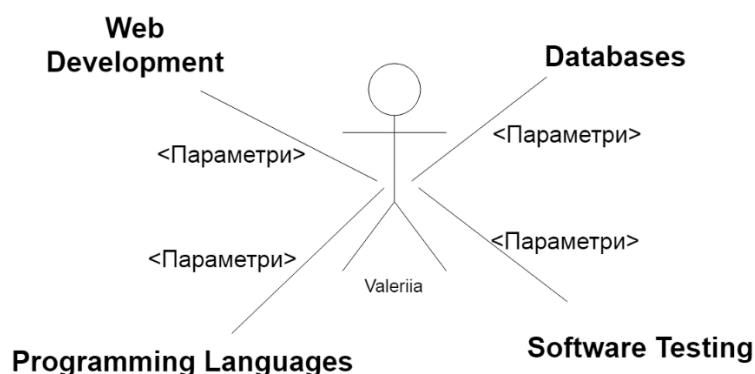 Web
Development
Databases
<Параметри>
<Параметри>
<Параметри>
<Параметри>
Valeriia
Programming Languages
Software Testing